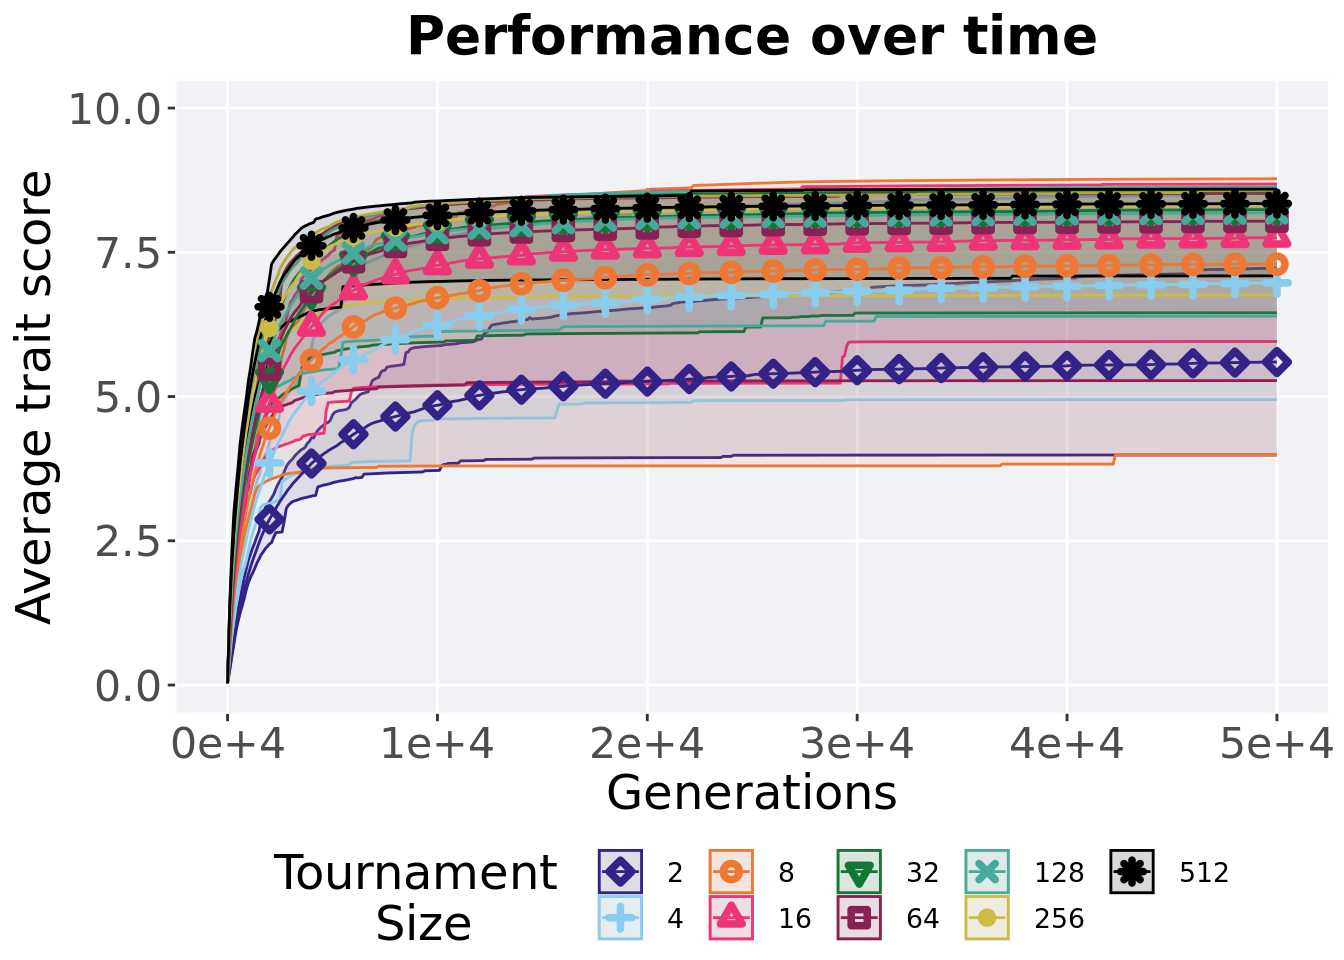 Performance over time
Average trait score
10.0
7.5
5.0
2.5
0.0
0e+4 1e+4 2e+4 3e+4 4e+4 5e+4
Generations
Tournament
Size
2 8 32 128 512
4 16 64 256